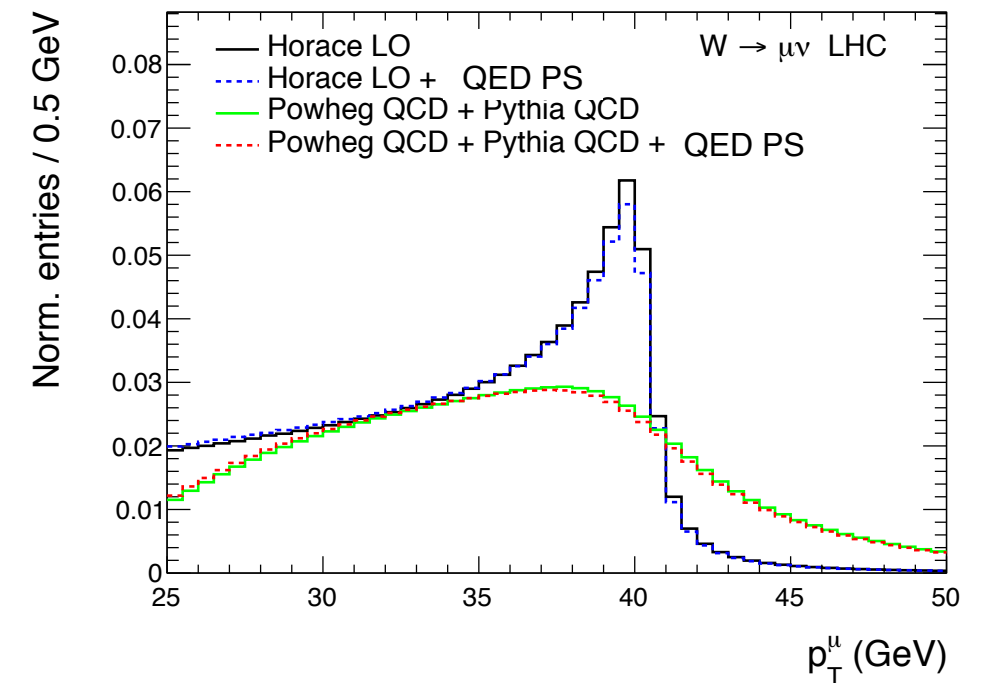 Norm. entries / 0.5 GeV
Horace LO
Horace LO + QED PS
Powheg QCD + Pythia QCD
Powheg QCD + Pythia QCD + QED PS
W → μν LHC
0.08
0.07
0.06
0.05
0.04
0.03
0.02
0.01
0
25 30 35 40 45 50
p_T^μ (GeV)